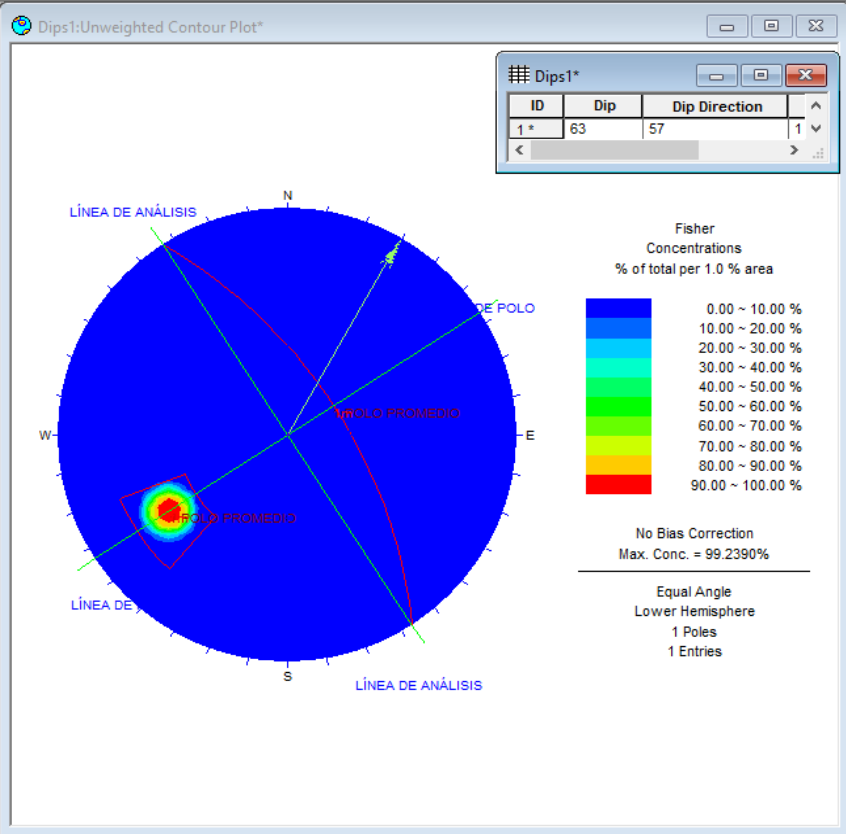 Dips1:Unweighted Contour Plot*
Dips1*
ID Dip Dip Direction
1 * 63 57 1
N
LÍNEA DE ANÁLISIS
DE POLO
W
E
1m POLO PROMEDIO
POLO PROMEDIO
LÍNEA DE
S
LÍNEA DE ANÁLISIS
Fisher
Concentrations
% of total per 1.0 % area
0.00 ~ 10.00 %
10.00 ~ 20.00 %
20.00 ~ 30.00 %
30.00 ~ 40.00 %
40.00 ~ 50.00 %
50.00 ~ 60.00 %
60.00 ~ 70.00 %
70.00 ~ 80.00 %
80.00 ~ 90.00 %
90.00 ~ 100.00 %
No Bias Correction
Max. Conc. = 99.2390%
Equal Angle
Lower Hemisphere
1 Poles
1 Entries